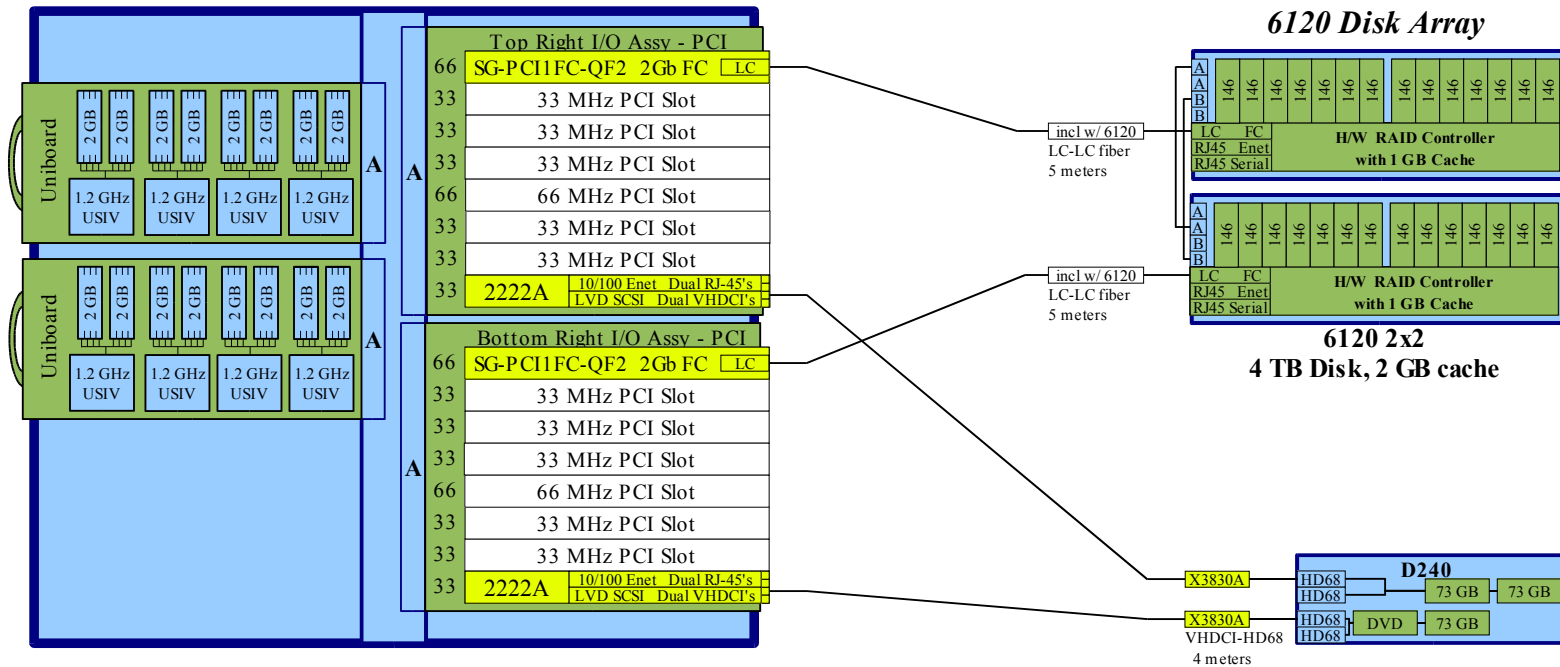 6120 Disk Array
Top Right I/O Assy - PCI
66 SG-PCI1FC-QF2 2Gb FC LC
33 33 MHz PCI Slot
33 33 MHz PCI Slot
33 33 MHz PCI Slot
66 66 MHz PCI Slot
33 33 MHz PCI Slot
33 33 MHz PCI Slot
33 2222A 10/100 Enet Dual RJ-45's
LVD SCSI Dual VHDCI's
A
Uniboard
2 GB 2 GB 2 GB 2 GB 2 GB 2 GB 2 GB 2 GB
1.2 GHz 1.2 GHz 1.2 GHz 1.2 GHz
USIV USIV USIV USIV
A
Uniboard
2 GB 2 GB 2 GB 2 GB 2 GB 2 GB 2 GB 2 GB
1.2 GHz 1.2 GHz 1.2 GHz 1.2 GHz
USIV USIV USIV USIV
A
Bottom Right I/O Assy - PCI
66 SG-PCI1FC-QF2 2Gb FC LC
33 33 MHz PCI Slot
33 33 MHz PCI Slot
33 33 MHz PCI Slot
66 66 MHz PCI Slot
33 33 MHz PCI Slot
33 33 MHz PCI Slot
33 2222A 10/100 Enet Dual RJ-45's
LVD SCSI Dual VHDCI's
A
incl w/ 6120
LC-LC fiber
5 meters
A
A
B
B
146 146 146 146 146 146 146 146 146 146 146 146 146 146
LC FC
RJ45 Enet
RJ45 Serial
H/W RAID Controller
with 1 GB Cache
incl w/ 6120
LC-LC fiber
5 meters
A
A
B
B
146 146 146 146 146 146 146 146 146 146 146 146 146 146
LC FC
RJ45 Enet
RJ45 Serial
H/W RAID Controller
with 1 GB Cache
6120 2x2
4 TB Disk, 2 GB cache
X3830A
X3830A
VHDCI-HD68
4 meters
D240
HD68
HD68
73 GB 73 GB
HD68
HD68
DVD 73 GB